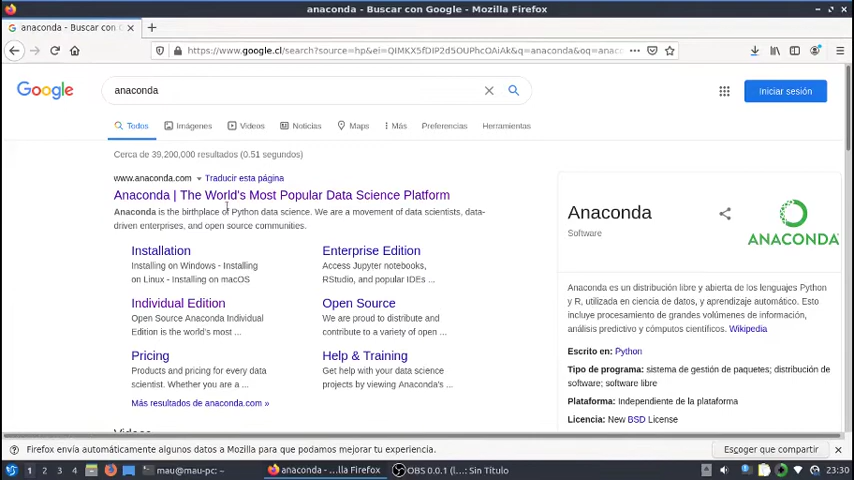 anaconda - Buscar con Google - Mozilla Firefox
anaconda - Buscar con G
https://www.google.cl/search?source=hp&ei=QIMKX5fDIP2d5OUPhcOAiAk&q=anaconda&oq=anac
Google
anaconda
Iniciar sesión
Todos
Imágenes
Videos
Noticias
Maps
Más
Preferencias
Herramientas
Cerca de 39,200,000 resultados (0.51 segundos)
www.anaconda.com Traducir esta página
Anaconda | The World's Most Popular Data Science Platform
Anaconda is the birthplace of Python data science. We are a movement of data scientists, data-
driven enterprises, and open source communities.
Installation
Installing on Windows - Installing
on Linux - Installing on macOS
Enterprise Edition
Access Jupyter notebooks,
RStudio, and popular IDEs ...
Individual Edition
Open Source Anaconda Individual
Edition is the world's most ...
Open Source
We are proud to distribute and
contribute to a variety of open ...
Pricing
Products and pricing for every data
scientist. Whether you are a ...
Help & Training
Get help with your data science
projects by viewing Anaconda's ...
Más resultados de anaconda.com »
Videos
Anaconda
Software
ANACONDA.
Anaconda es un distribución libre y abierta de los lenguajes Python
y R, utilizada en ciencia de datos, y aprendizaje automático. Esto
incluye procesamiento de grandes volúmenes de información,
análisis predictivo y cómputos científicos. Wikipedia
Escrito en: Python
Tipo de programa: sistema de gestión de paquetes; distribución de
software; software libre
Plataforma: Independiente de la plataforma
Licencia: New BSD License
Firefox envía automáticamente algunos datos a Mozilla para que podamos mejorar tu experiencia.
Escoger que compartir
1 2 3 4
mau@mau-pc: ~
anaconda - ...lla Firefox
OBS 0.0.1 (l...: Sin Título
23:30